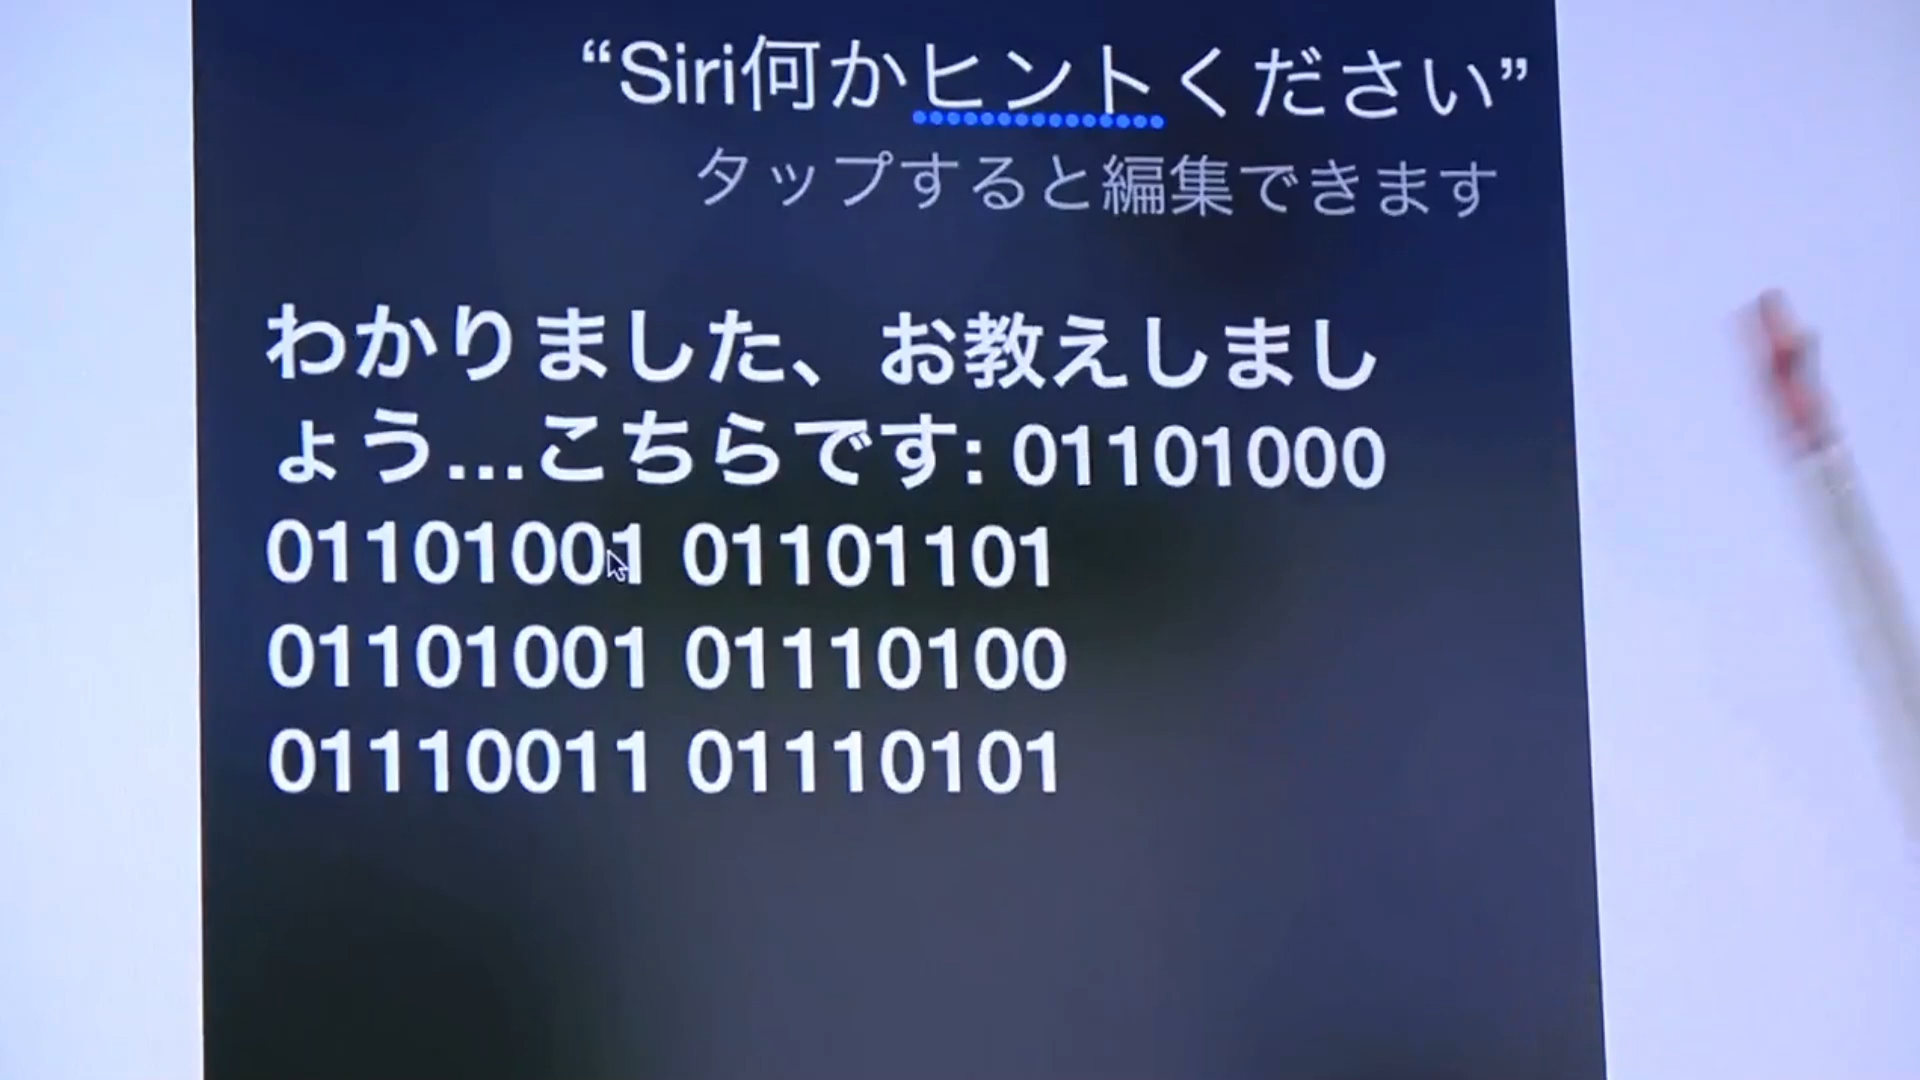 “Siri何かヒントください”
タップすると編集できます
わかりました、お教えしまし
ょう...こちらです: 01101000
01101001 01101101
01101001 01110100
01110011 01110101